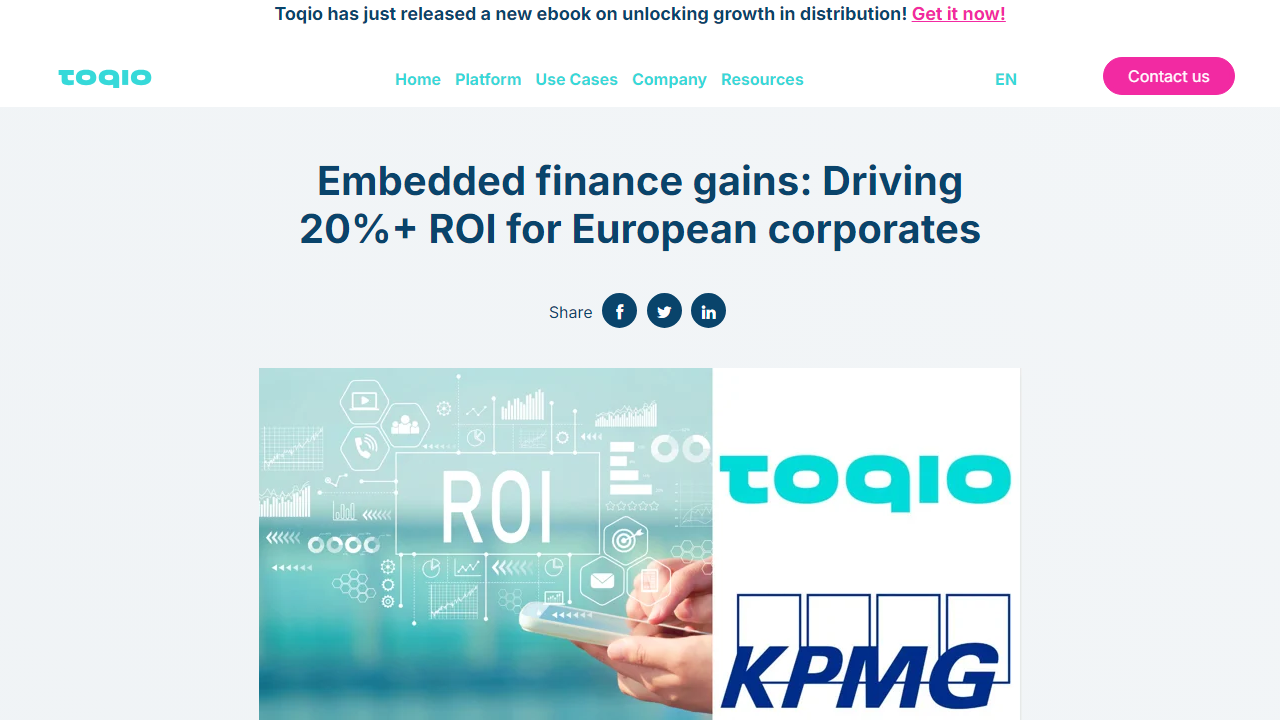 Toqio has just released a new ebook on unlocking growth in distribution! Get it now!
TOQIO
Home Platform Use Cases Company Resources
EN
Contact us
Embedded finance gains: Driving
20%+ ROI for European corporates
Share
ROI
TOQIO
KPMG